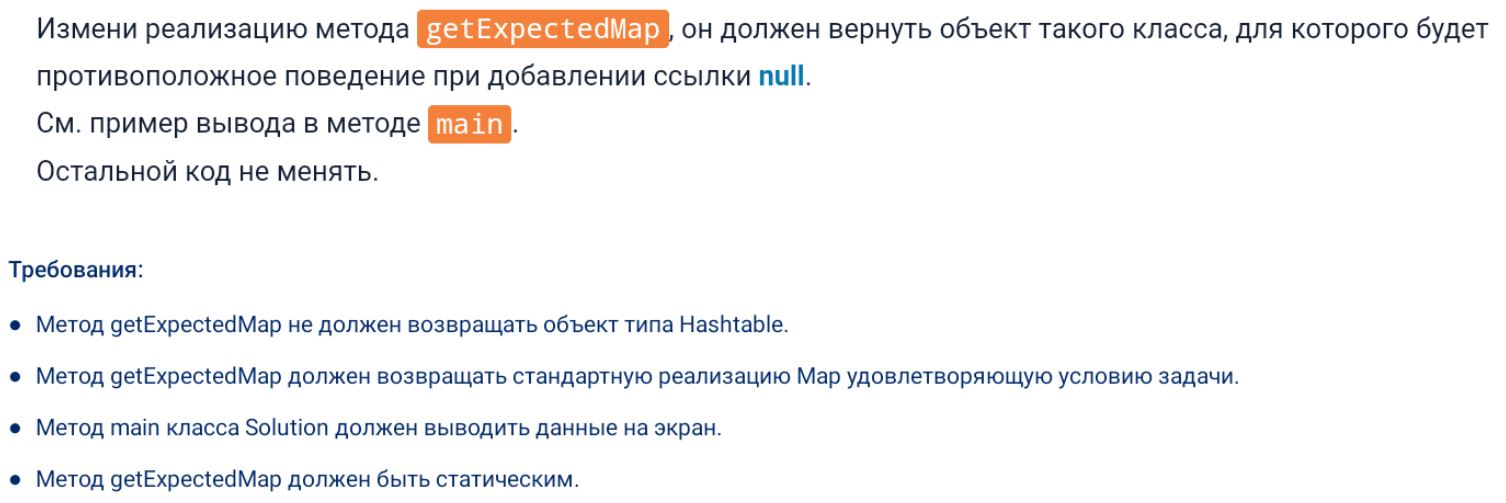 Измени реализацию метода getExpectedMap, он должен вернуть объект такого класса, для которого будет
противоположное поведение при добавлении ссылки null.
См. пример вывода в методе main.
Остальной код не менять.
Требования:
● Метод getExpectedMap не должен возвращать объект типа Hashtable.
● Метод getExpectedMap должен возвращать стандартную реализацию Map удовлетворяющую условию задачи.
● Метод main класса Solution должен выводить данные на экран.
● Метод getExpectedMap должен быть статическим.